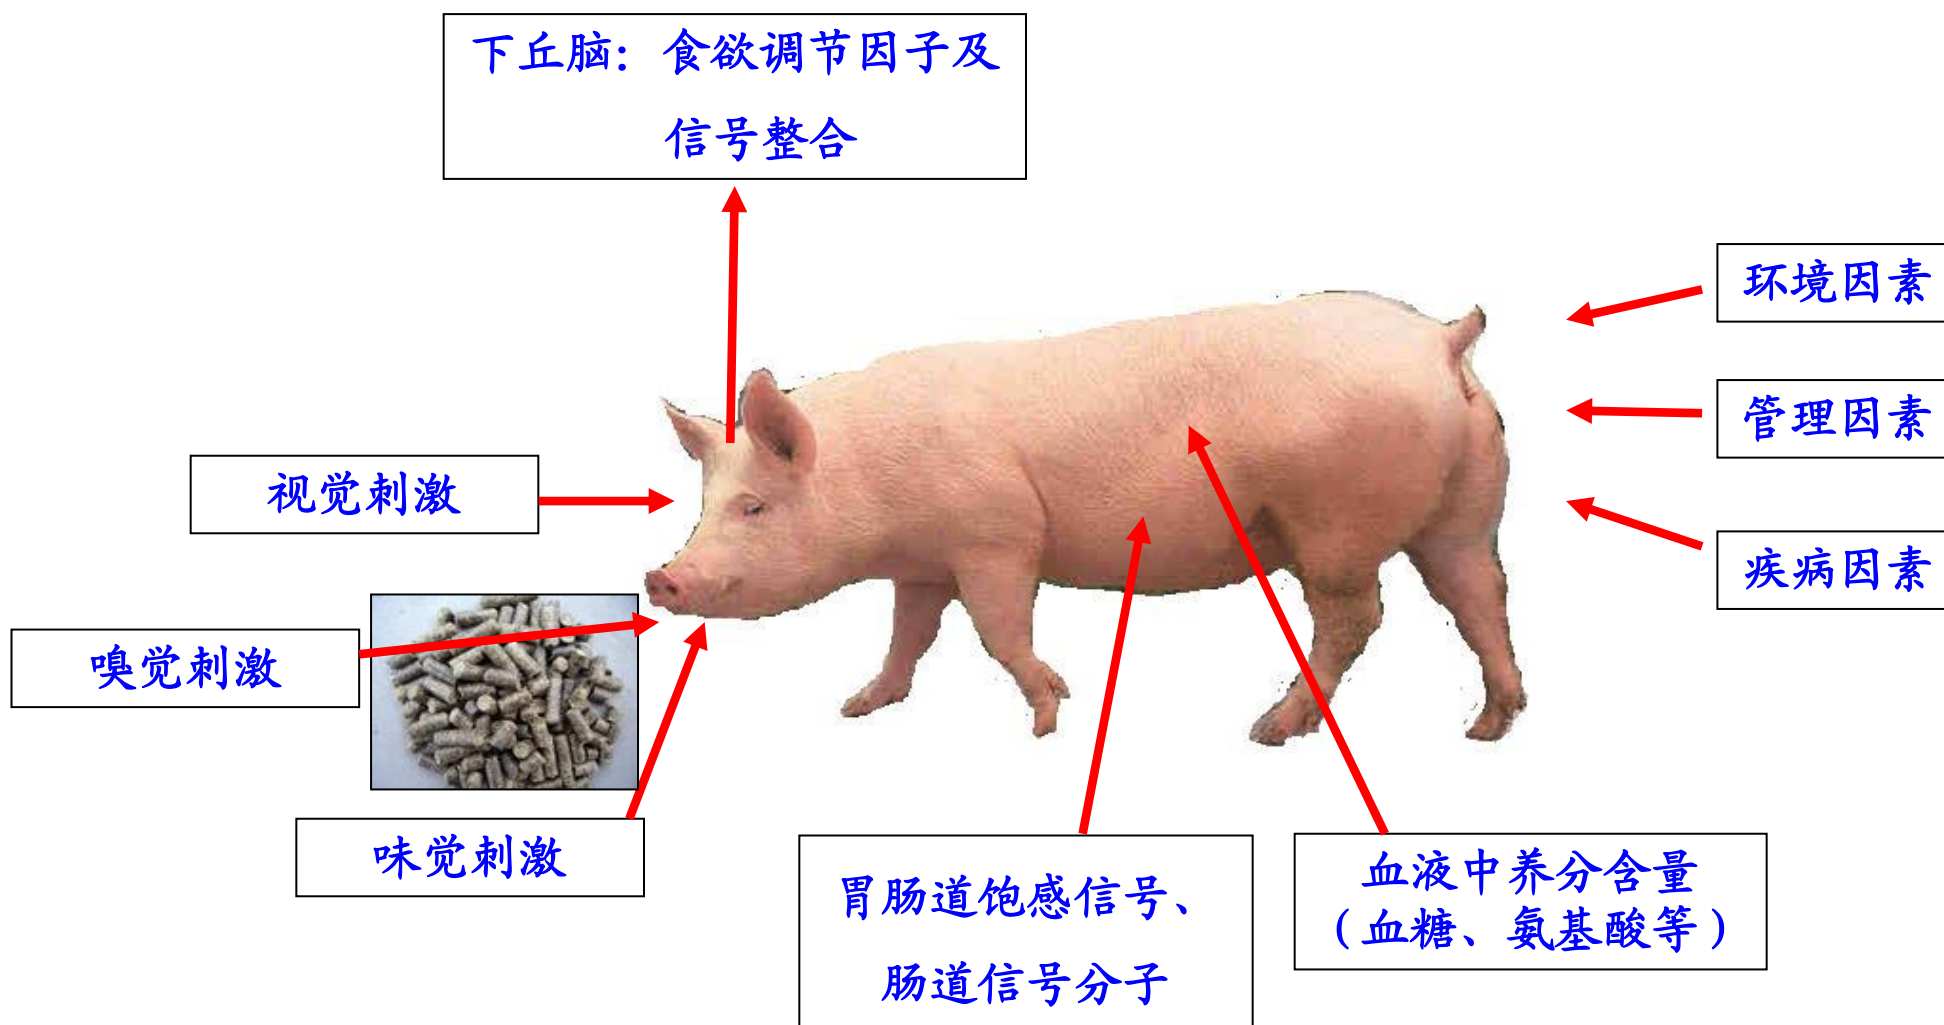 下丘脑：食欲调节因子及
信号整合
环境因素
管理因素
视觉刺激
疾病因素
嗅觉刺激
味觉刺激
胃肠道饱感信号、
肠道信号分子
血液中养分含量
（血糖、氨基酸等）